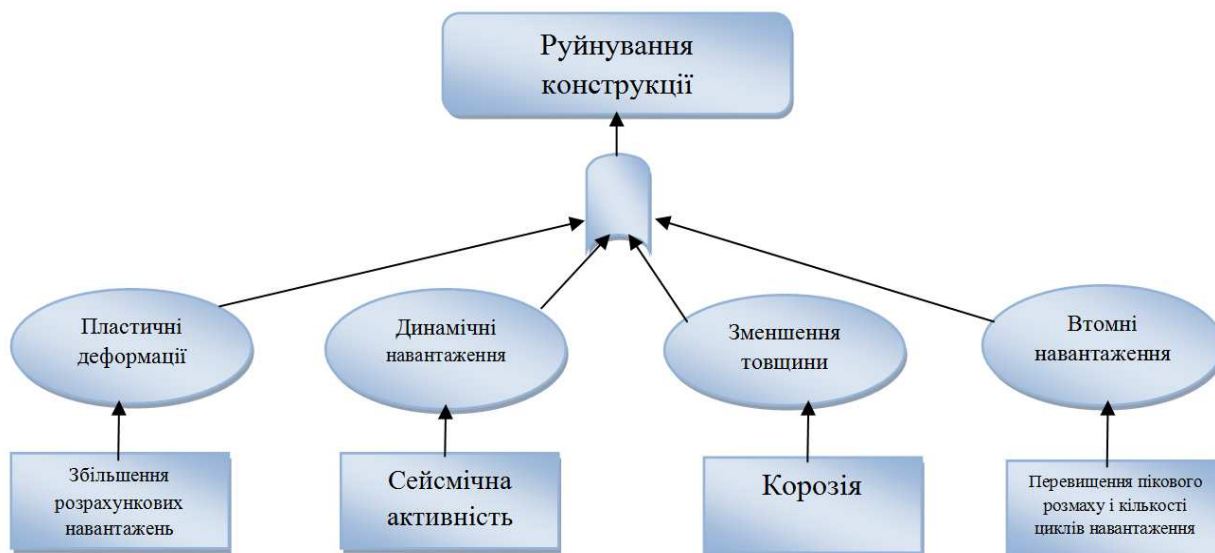 Руйнування
конструкції
Пластичні
деформації
Динамічні
навантаження
Зменшення
товщини
Втомні
навантаження
Збільшення
розрахункових
навантажень
Сейсмічна
активність
Корозія
Перевищення пікового
розмаху і кількості
циклів навантаження